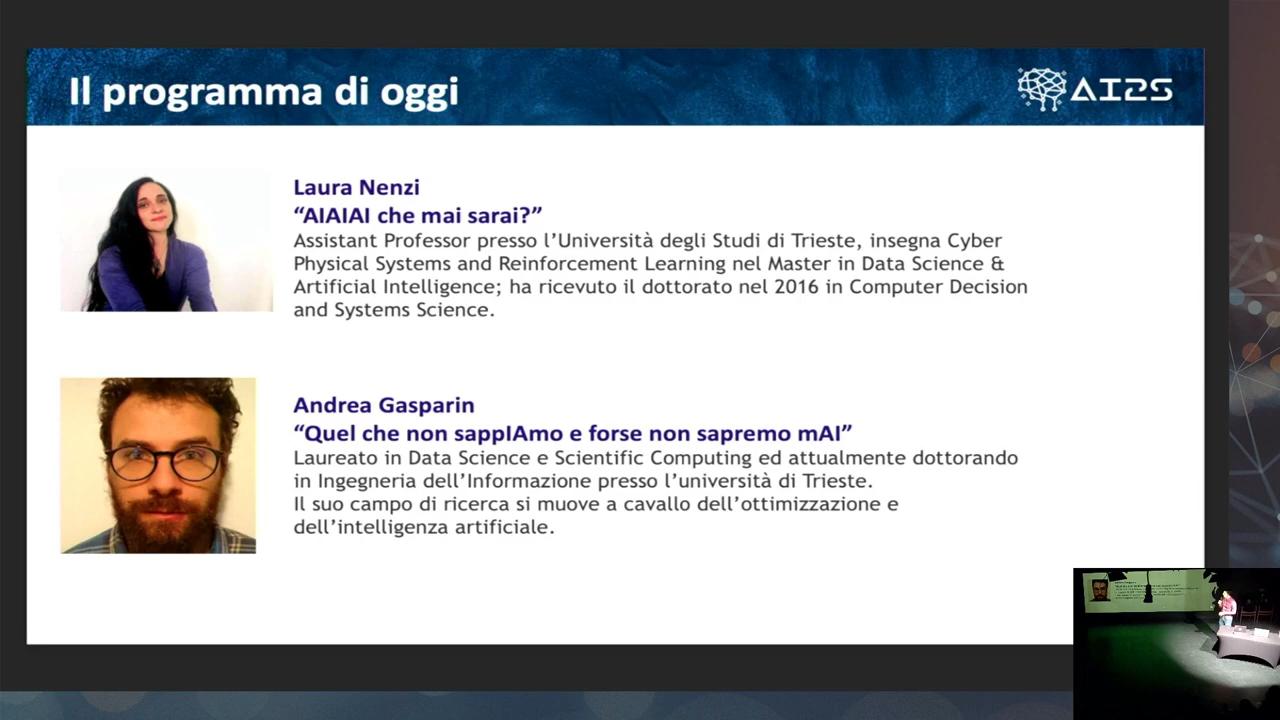 Il programma di oggi
AI2S
Laura Nenzi
“AIAIAI che mai sarai?”
Assistant Professor presso l’Università degli Studi di Trieste, insegna Cyber
Physical Systems and Reinforcement Learning nel Master in Data Science &
Artificial Intelligence; ha ricevuto il dottorato nel 2016 in Computer Decision
and Systems Science.
Andrea Gasparin
“Quel che non sappIAmo e forse non sapremo mAI”
Laureato in Data Science e Scientific Computing ed attualmente dottorando
in Ingegneria dell’Informazione presso l’università di Trieste.
Il suo campo di ricerca si muove a cavallo dell’ottimizzazione e
dell’intelligenza artificiale.